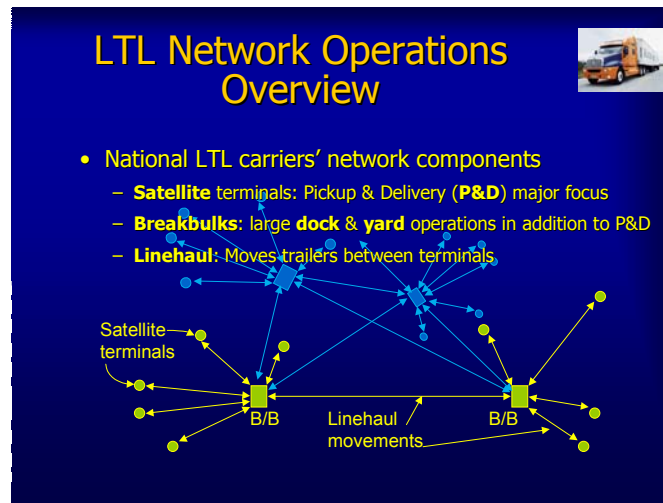 LTL Network Operations
Overview
• National LTL carriers' network components
– Satellite terminals: Pickup & Delivery (P&D) major focus
– Breakbulks: large dock & yard operations in addition to P&D
– Linehaul: Moves trailers between terminals
Satellite
terminals
B/B
Linehaul
movements
B/B